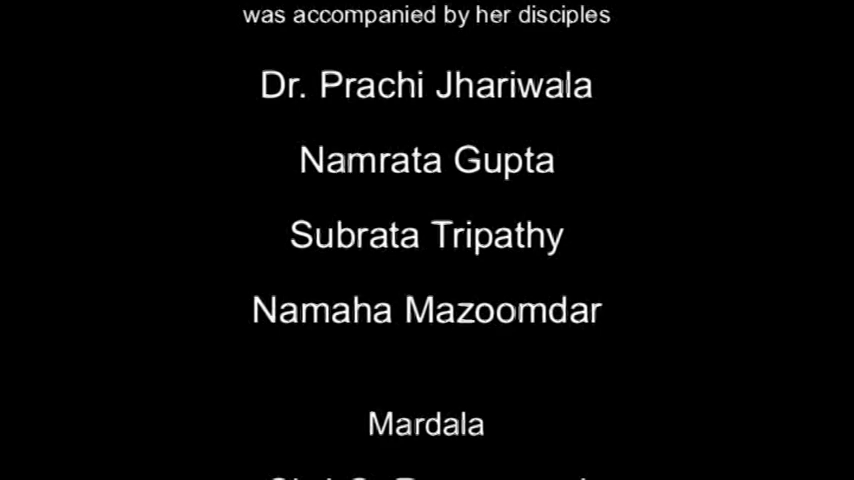 was accompanied by her disciples
Dr. Prachi Jhariwala
Namrata Gupta
Subrata Tripathy
Namaha Mazoomdar
Mardala